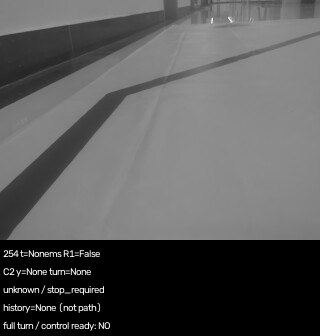 254 t=Nonems R1=False
C2 y=None turn=None
unknown / stop_required
history=None (not path)
full turn / control ready: NO